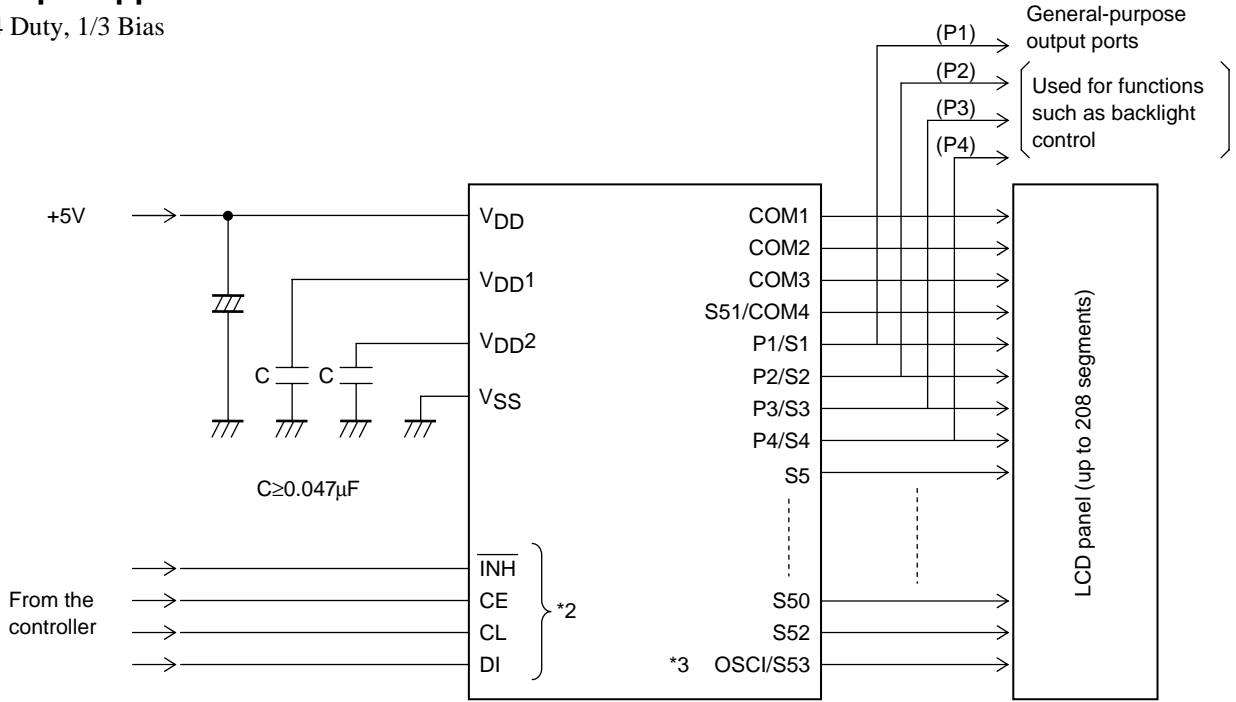 Duty, 1/3 Bias
General-purpose
output ports
(P1)
(P2)
(P3)
(P4)
Used for functions
such as backlight
control
+5V
VDD
VDD1
VDD2
VSS
C
C
C≥0.047μF
COM1
COM2
COM3
S51/COM4
P1/S1
P2/S2
P3/S3
P4/S4
S5
S50
S52
*3 OSCI/S53
LCD panel (up to 208 segments)
From the
controller
INH
CE
CL
DI
*2